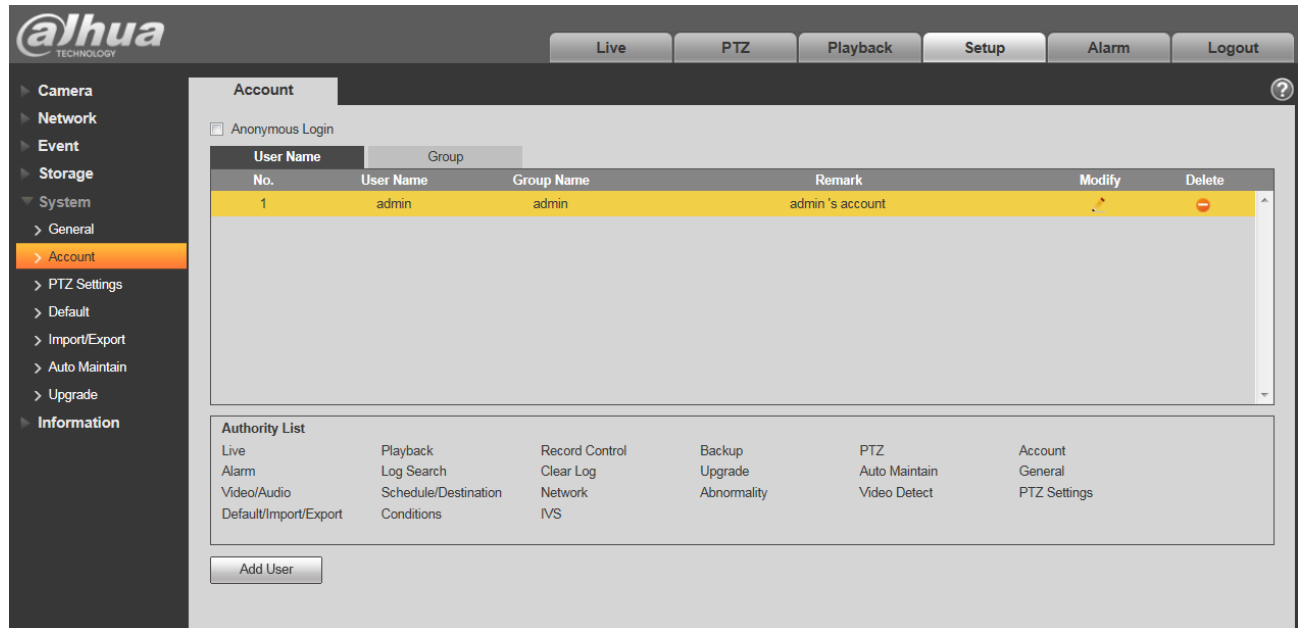 alhua
TECHNOLOGY
Live PTZ Playback Setup Alarm Logout
Camera
Network
Event
Storage
System
General
Account
PTZ Settings
Default
Import/Export
Auto Maintain
Upgrade
Information
Account
?
Anonymous Login
User Name Group
No. User Name Group Name Remark Modify Delete
1 admin admin admin 's account
Authority List
Live Playback Record Control Backup PTZ Account
Alarm Log Search Clear Log Upgrade Auto Maintain General
Video/Audio Schedule/Destination Network Abnormality Video Detect PTZ Settings
Default/Import/Export Conditions IVS
Add User